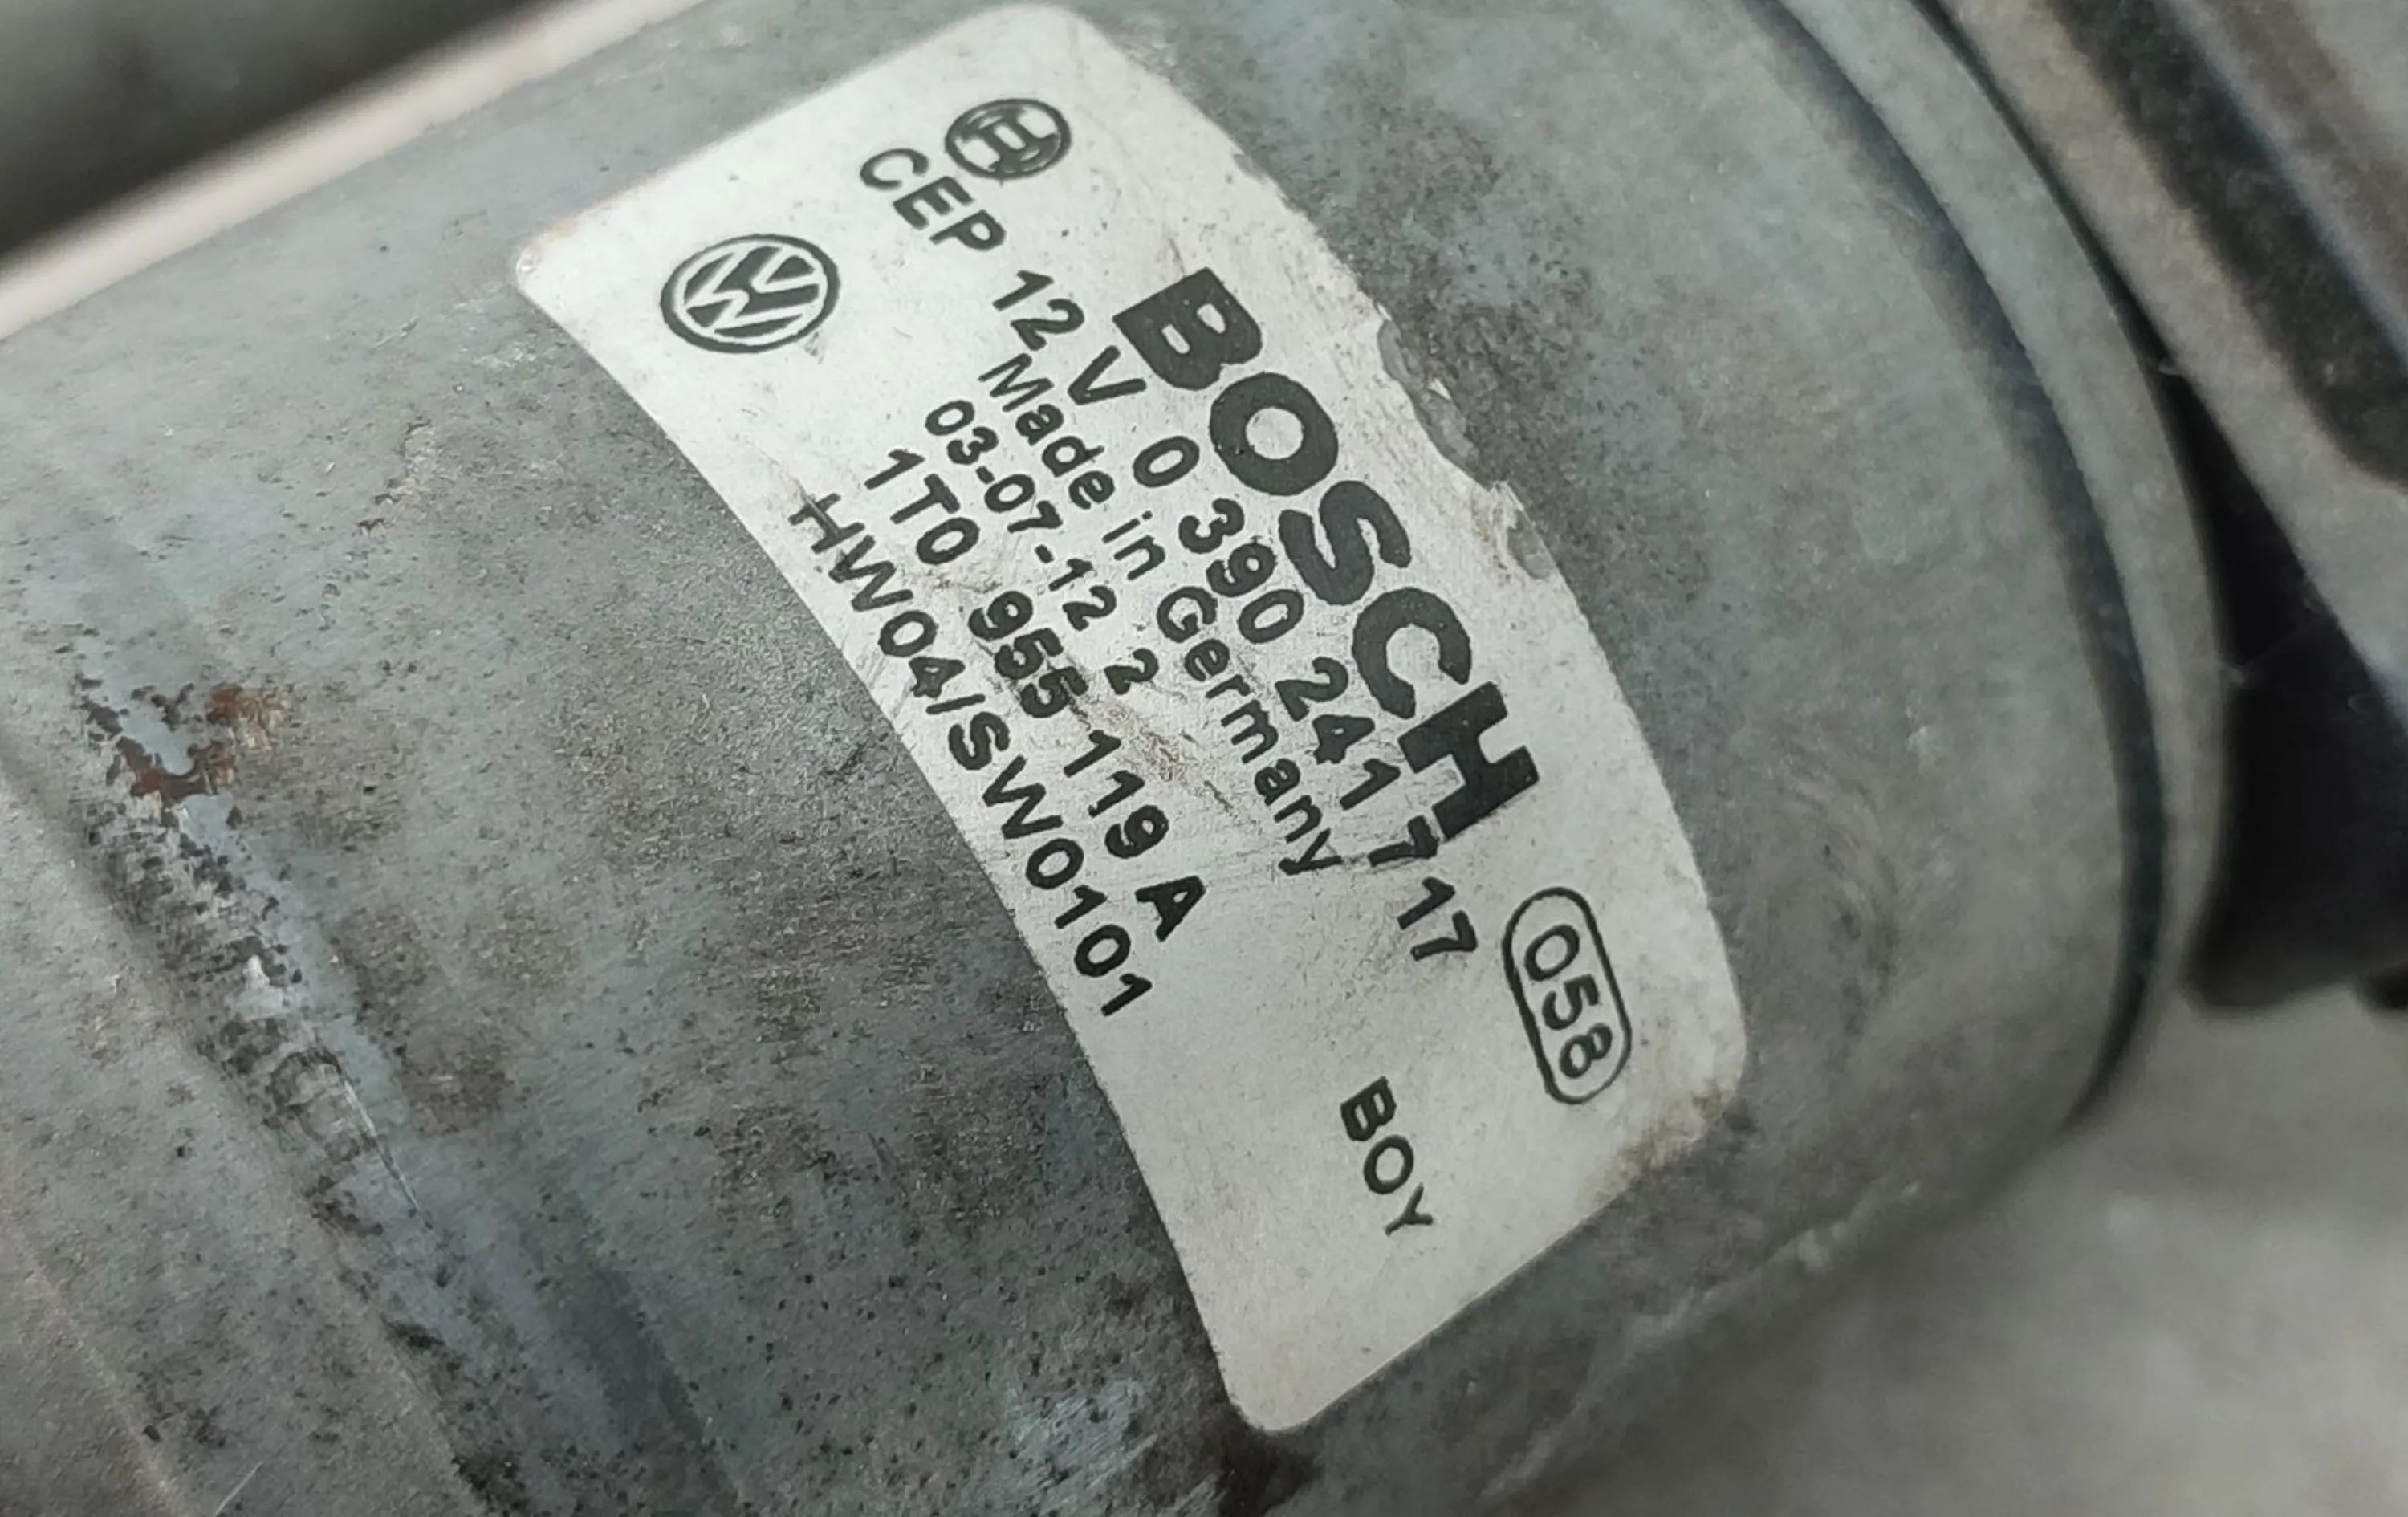 BOSCH
CEP 12 V 0 390 241 717
058
Made in Germany
03-07-12 2
BOY
1T0 955 119 A
HW04/SW0101